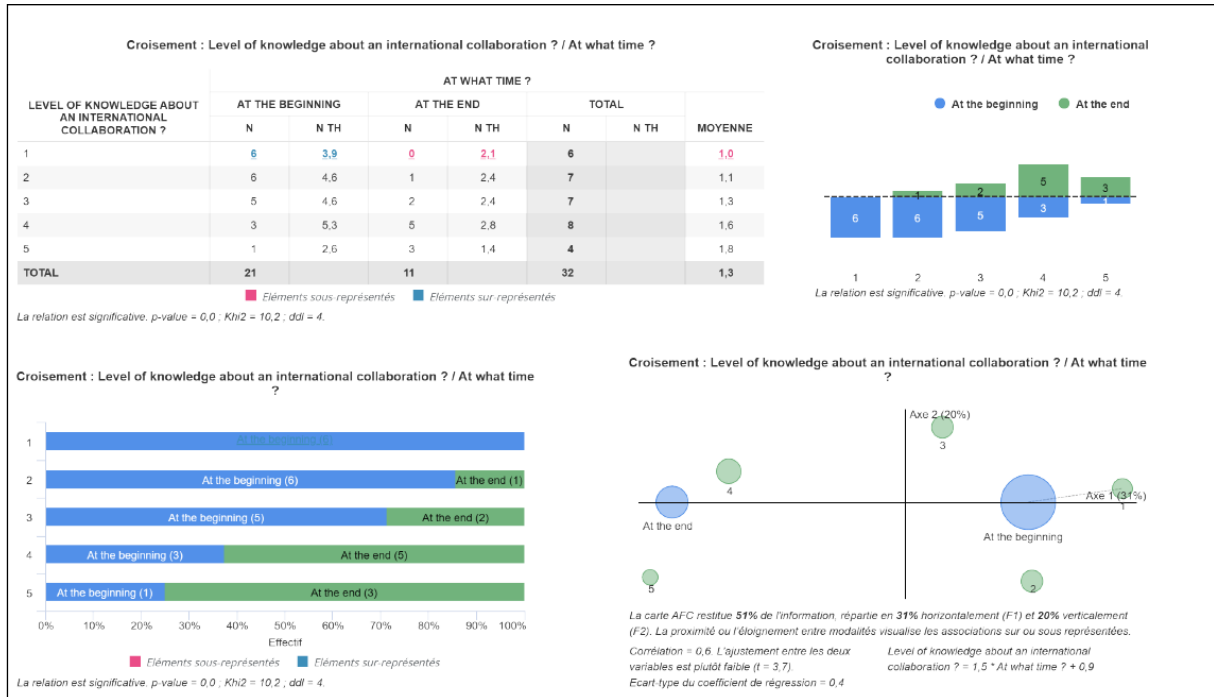 Croisement : Level of knowledge about an international collaboration ? / At what time ?
AT WHAT TIME ?
LEVEL OF KNOWLEDGE ABOUT AN INTERNATIONAL COLLABORATION ? AT THE BEGINNING AT THE END TOTAL
N N TH N N TH N N TH MOYENNE
1 6 3,9 0 2,1 6 1,0
2 6 4,6 1 2,4 7 1,1
3 5 4,6 2 2,4 7 1,3
4 3 5,3 5 2,8 8 1,6
5 1 2,6 3 1,4 4 1,8
TOTAL 21 11 32 1,3
Eléments sous-représentés Eléments sur-représentés
La relation est significative. p-value = 0,0 ; Khi2 = 10,2 ; ddl = 4.
Croisement : Level of knowledge about an international
collaboration ? / At what time ?
At the beginning At the end
1 2 5 3
6 6 5 3 1
1 2 3 4 5
La relation est significative. p-value = 0,0 ; Khi2 = 10,2 ; ddl = 4.
Croisement : Level of knowledge about an international collaboration ? / At what time
?
1 At the beginning (6)
2 At the beginning (6) At the end (1)
3 At the beginning (5) At the end (2)
4 At the beginning (3) At the end (5)
5 At the beginning (1) At the end (3)
0% 10% 20% 30% 40% 50% 60% 70% 80% 90% 100%
Effectif
Eléments sous-représentés Eléments sur-représentés
La relation est significative. p-value = 0,0 ; Khi2 = 10,2 ; ddl = 4.
Croisement : Level of knowledge about an international collaboration ? / At what time
?
Axe 2 (20%)
3
4
Axe 1 (31%)
1
At the end
At the beginning
5
2
La carte AFC restitue 51% de l'information, répartie en 31% horizontalement (F1) et 20% verticalement
(F2). La proximité ou l'éloignement entre modalités visualise les associations sur ou sous représentées.
Corrélation = 0,6. L'ajustement entre les deux
variables est plutôt faible (t = 3,7).
Ecart-type du coefficient de régression = 0,4
Level of knowledge about an international
collaboration ? = 1,5 * At what time ? + 0,9